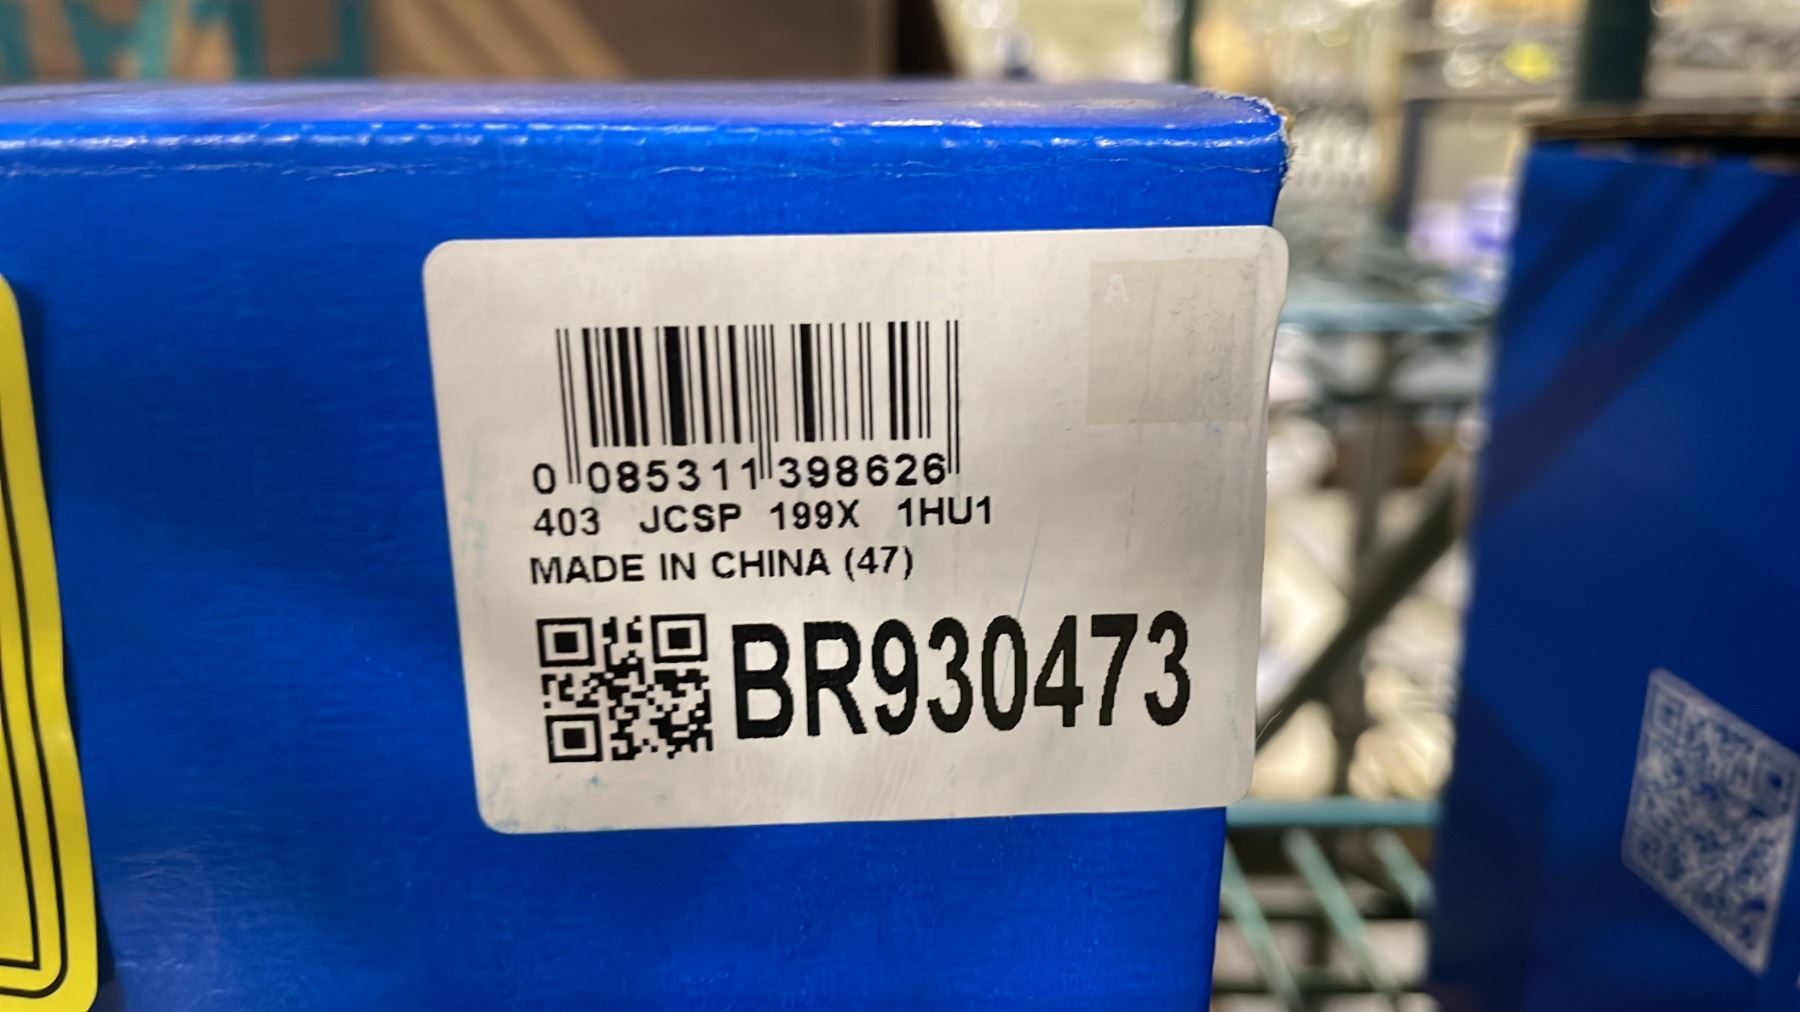 A
0 085311 398626
403 JCSP 199X 1HU1
MADE IN CHINA (47)
BR930473